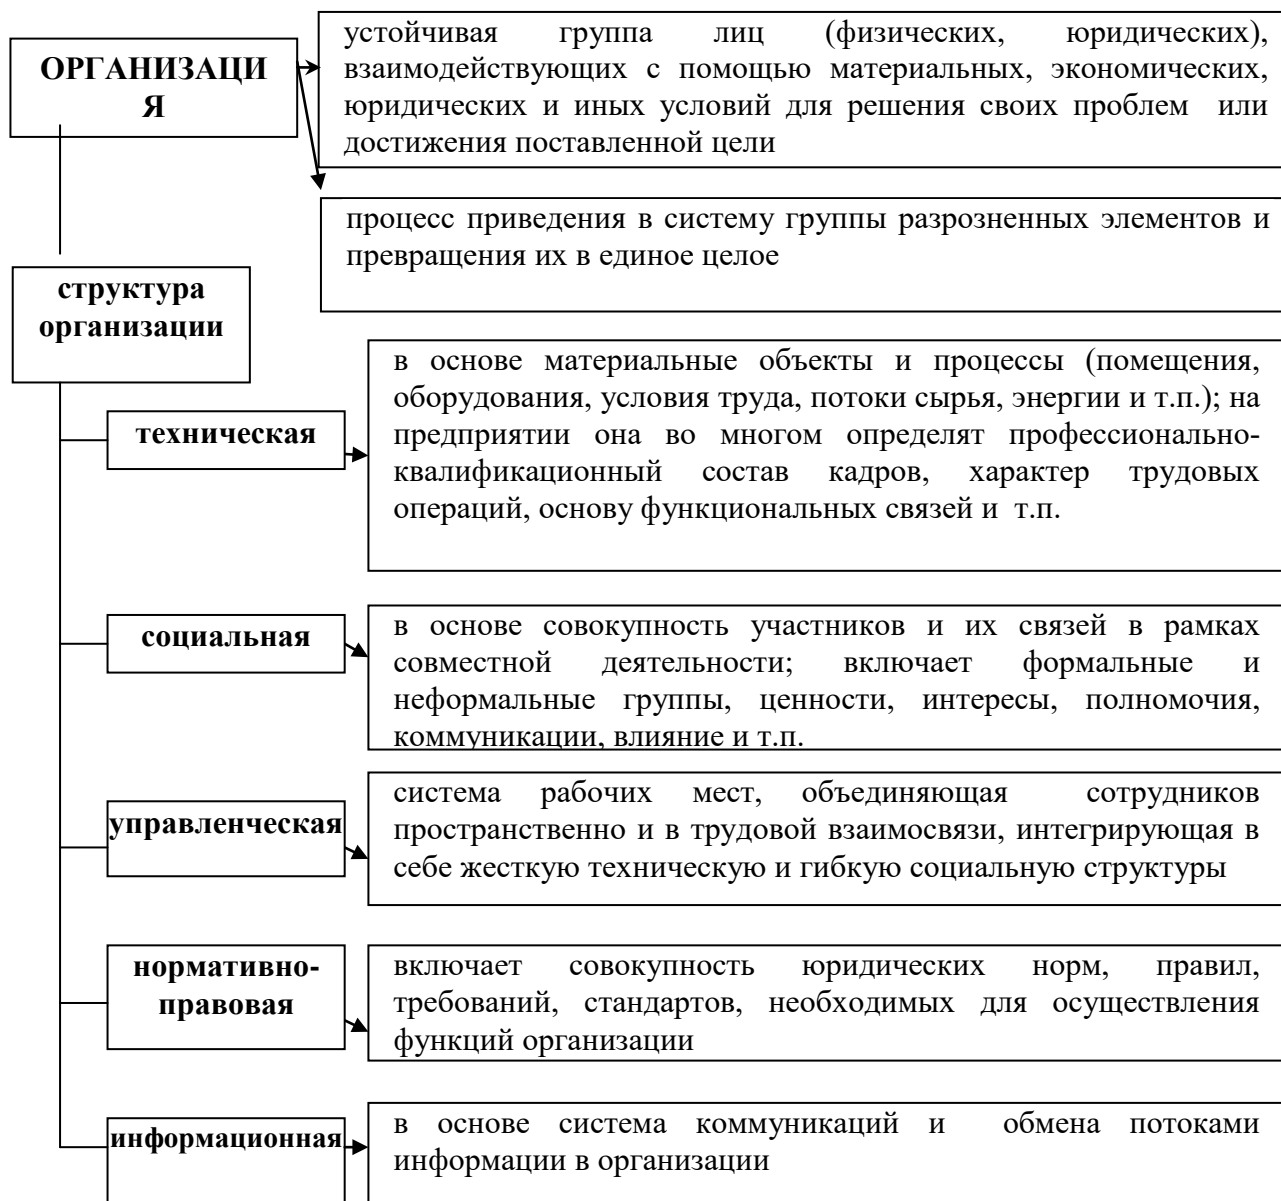 ОРГАНИЗАЦИ
Я
устойчивая группа лиц (физических, юридических),
взаимодействующих с помощью материальных, экономических,
юридических и иных условий для решения своих проблем или
достижения поставленной цели
процесс приведения в систему группы разрозненных элементов и
превращения их в единое целое
структура
организации
техническая
в основе материальные объекты и процессы (помещения,
оборудования, условия труда, потоки сырья, энергии и т.п.); на
предприятии она во многом определят профессионально-
квалификационный состав кадров, характер трудовых
операций, основу функциональных связей и т.п.
социальная
в основе совокупность участников и их связей в рамках
совместной деятельности; включает формальные и
неформальные группы, ценности, интересы, полномочия,
коммуникации, влияние и т.п.
управленческая
система рабочих мест, объединяющая сотрудников
пространственно и в трудовой взаимосвязи, интегрирующая в
себе жесткую техническую и гибкую социальную структуры
нормативно-
правовая
включает совокупность юридических норм, правил,
требований, стандартов, необходимых для осуществления
функций организации
информационная
в основе система коммуникаций и обмена потоками
информации в организации